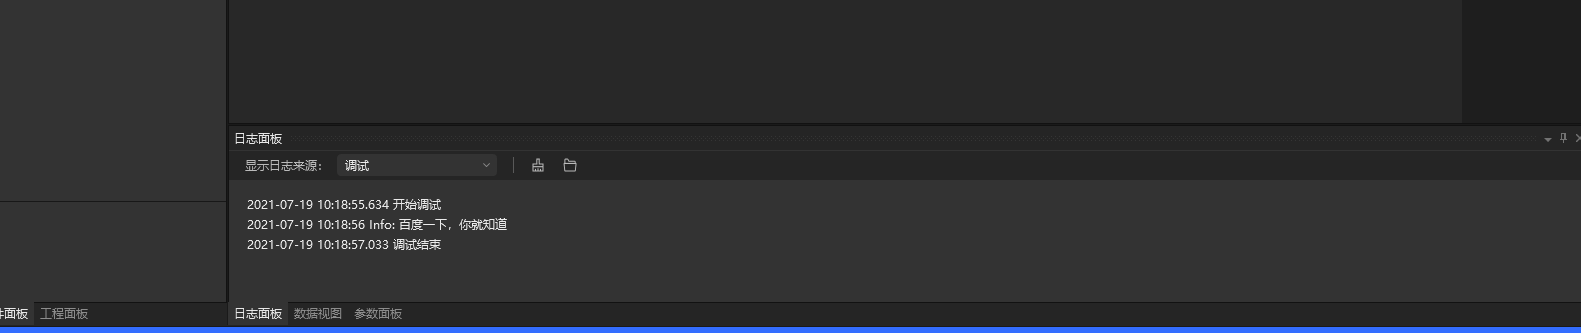 日志面板
显示日志来源： 调试
2021-07-19 10:18:55.634 开始调试
2021-07-19 10:18:56 Info: 百度一下，你就知道
2021-07-19 10:18:57.033 调试结束
面板 工程面板 日志面板 数据视图 参数面板